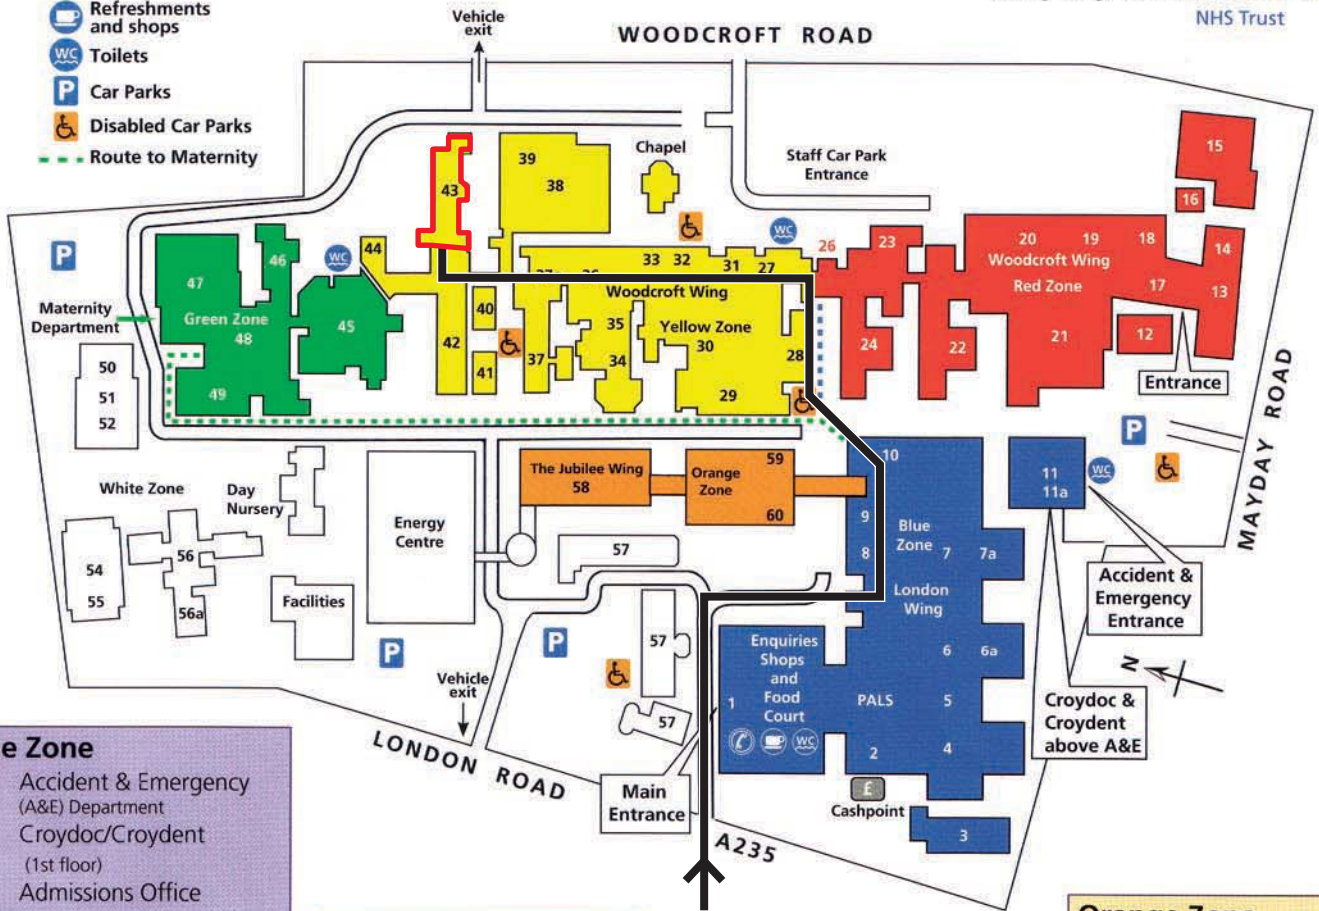 Refreshments
and shops
WC Toilets
P Car Parks
Disabled Car Parks
Route to Maternity
Vehicle
exit
WOODCROFT ROAD
NHS Trust
Chapel
Staff Car Park
Entrance
39
38
43
15
16
P
44
WC
46
47
WC
33 32 31 27
26
23
20 19 18
Woodcroft Wing
Red Zone
14
17
13
Maternity
Department
Green Zone
48
45
49
40
42
41
37
Woodcroft Wing
Yellow Zone
35
34
30
29
28
24
22
21
12
Entrance
50
51
52
MAYDAY ROAD
P
WC
White Zone
Day
Nursery
54
55
56
56a
Facilities
Energy
Centre
The Jubilee Wing
58
Orange
Zone
59
60
10
9
8
Blue
Zone
7 7a
London
Wing
11
11a
57
57
57
P
P
Accident &
Emergency
Entrance
Enquiries
Shops
and
Food
Court
1
WC
PALS
6 6a
5
4
2
3
N
Croydoc &
Croydent
above A&E
Vehicle
exit
LONDON ROAD
Main
Entrance
£
Cashpoint
A235
e Zone
Accident & Emergency
(A&E) Department
Croydoc/Croydent
(1st floor)
Admissions Office
Orange Zone